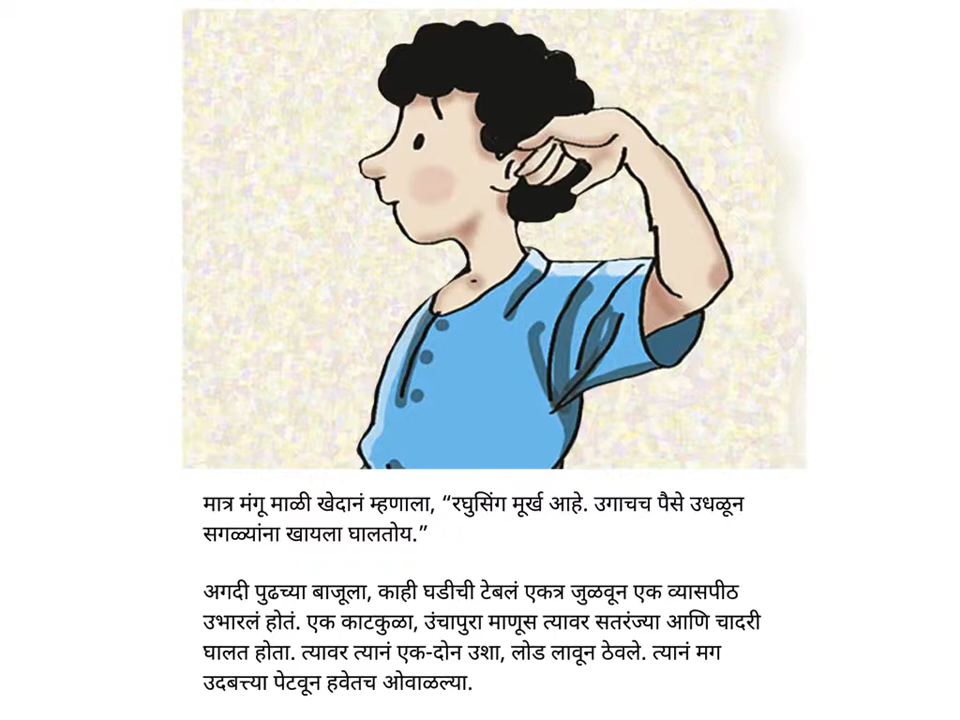 मात्र मंगू माळी खेदानं म्हणाला, “रघुसिंग मूर्ख आहे. उगाचच पैसे उधळून
सगळ्यांना खायला घालतोय.”
अगदी पुढच्या बाजूला, काही घडीची टेबलं एकत्र जुळवून एक व्यासपीठ
उभारलं होतं. एक काटकुळा, उंचापुरा माणूस त्यावर सतरंज्या आणि चादरी
घालत होता. त्यावर त्यानं एक-दोन उशा, लोड लावून ठेवले. त्यानं मग
उदबत्त्या पेटवून हवेतच ओवाळल्या.